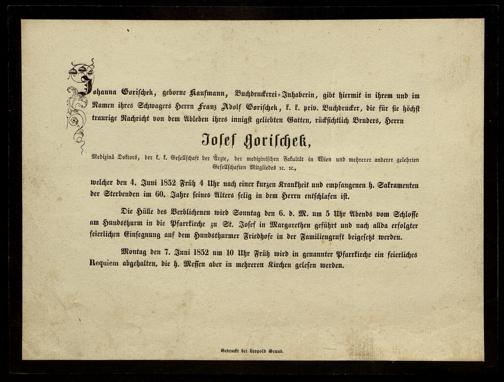 Johanna Gorischek, geborne Kaufmann, Buchdruckerei-Inhaberin, gibt hiermit in ihrem und im
Namen ihres Schwagers Herrn Franz Adolf Gorischek, k. k. priv. Buchdrucker, die für sie höchst
traurige Nachricht von dem Ableben ihres innigst geliebten Gatten, rücksichtlich Bruders, Herrn
Josef Gorischek,
Medizinä Doktors, der k. k. Gesellschaft der Ärzte, der medizinischen Fakultät in Wien und mehrerer anderer gelehrten
Gesellschaften Mitgliedes ꝛc. ꝛc.,
welcher den 4. Juni 1852 Früh 4 Uhr nach einer kurzen Krankheit und empfangenen h. Sakramenten
der Sterbenden im 60. Jahre seines Alters selig in dem Herrn entschlafen ist.
Die Hülle des Verblichenen wird Sonntag den 6. d. M. um 5 Uhr Abends vom Schlosse
am Hundsthurm in die Pfarrkirche zu St. Josef in Margarethen geführt und nach allda erfolgter
feierlichen Einsegnung auf dem Hundsthurmer Friedhofe in der Familiengruft beigesetzt werden.
Montag den 7. Juni 1852 um 10 Uhr Früh wird in genannter Pfarrkirche ein feierliches
Requiem abgehalten, die h. Messen aber in mehreren Kirchen gelesen werden.
Gedruckt bei Leopold Grund.